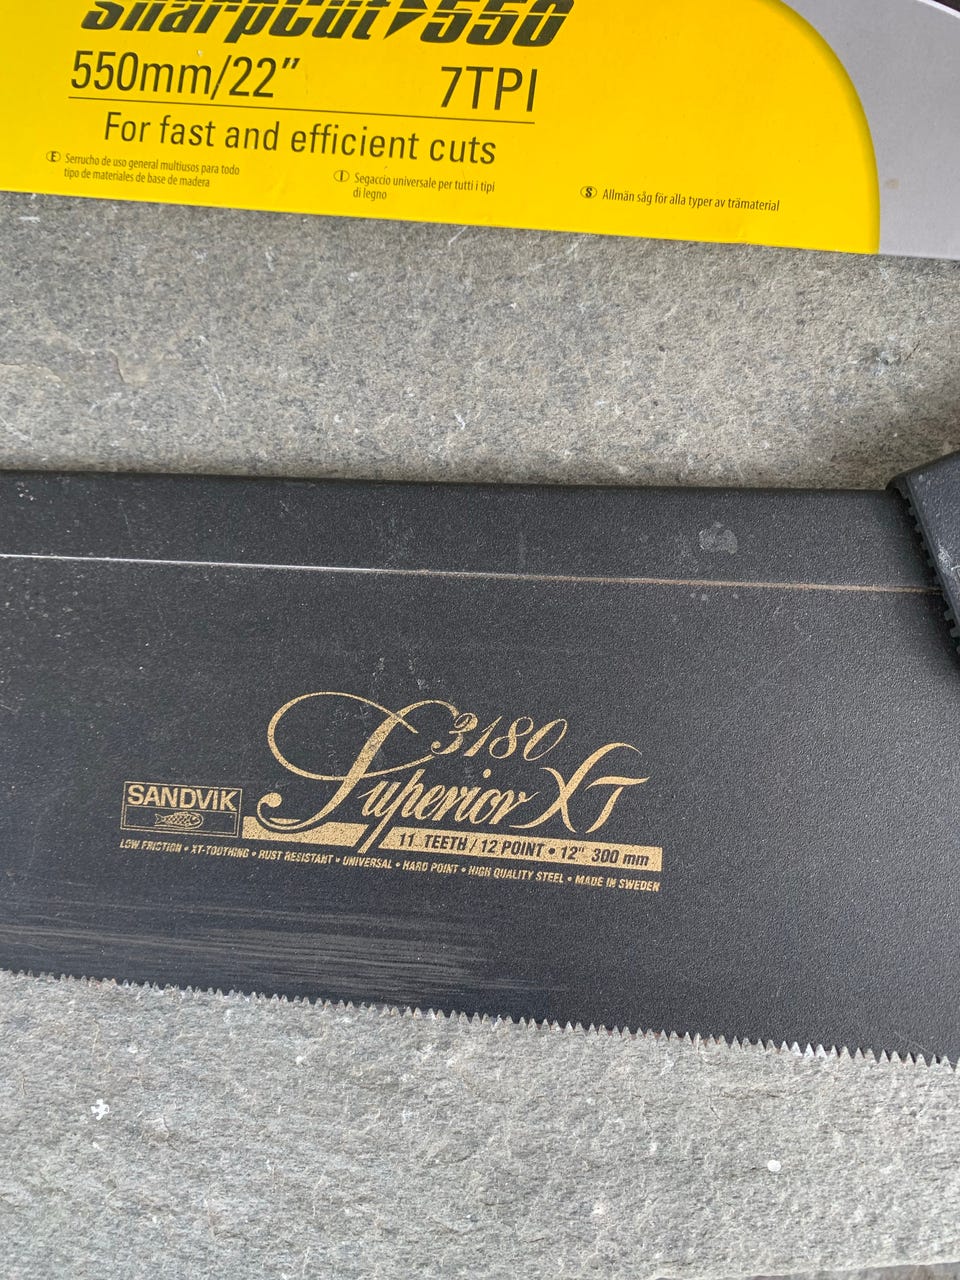 SharpCut 550
550mm/22" 7TPI
For fast and efficient cuts
E Serrucho de uso general multiusos para todo
tipo de materiales de base de madera
I Segaccio universale per tutti i tipi
di legno
S Allmän såg för alla typer av trämaterial
3180
Superior XT
SANDVIK
11 TEETH / 12 POINT • 12" 300 mm
LOW FRICTION • XT-TOOTHING • RUST RESISTANT • UNIVERSAL • HARD POINT • HIGH QUALITY STEEL • MADE IN SWEDEN